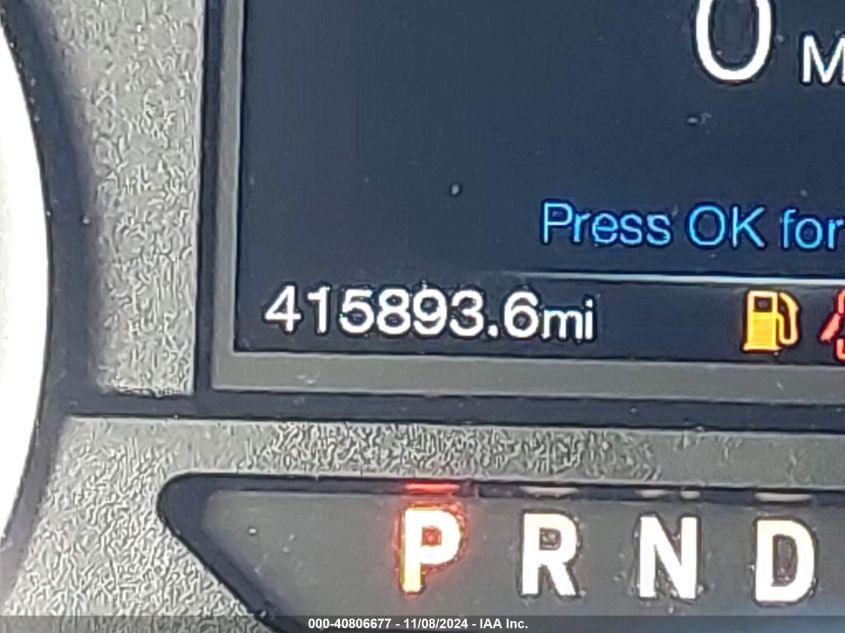 0 M
Press OK for
415893.6mi
P R N D
000-40806677 - 11/08/2024 - IAA Inc.